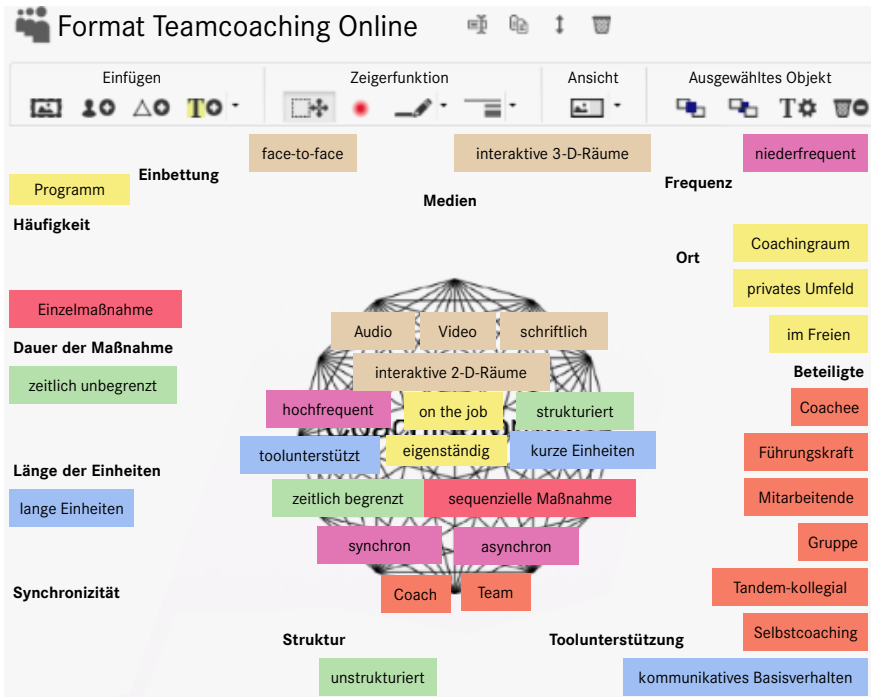 Format Teamcoaching Online
Einfügen
Zeigerfunktion
Ansicht
Ausgewähltes Objekt
face-to-face
interaktive 3-D-Räume
niederfrequent
Einbettung
Frequenz
Programm
Medien
Häufigkeit
Coachingraum
Ort
privates Umfeld
Einzelmaßnahme
Audio
Video
schriftlich
im Freien
Dauer der Maßnahme
interaktive 2-D-Räume
Beteiligte
zeitlich unbegrenzt
hochfrequent
on the job
strukturiert
Coachee
toolunterstützt
eigenständig
kurze Einheiten
Führungskraft
Länge der Einheiten
zeitlich begrenzt
sequenzielle Maßnahme
Mitarbeitende
lange Einheiten
synchron
asynchron
Gruppe
Synchronizität
Coach
Team
Tandem-kollegial
Struktur
Toolunterstützung
Selbstcoaching
unstrukturiert
kommunikatives Basisverhalten